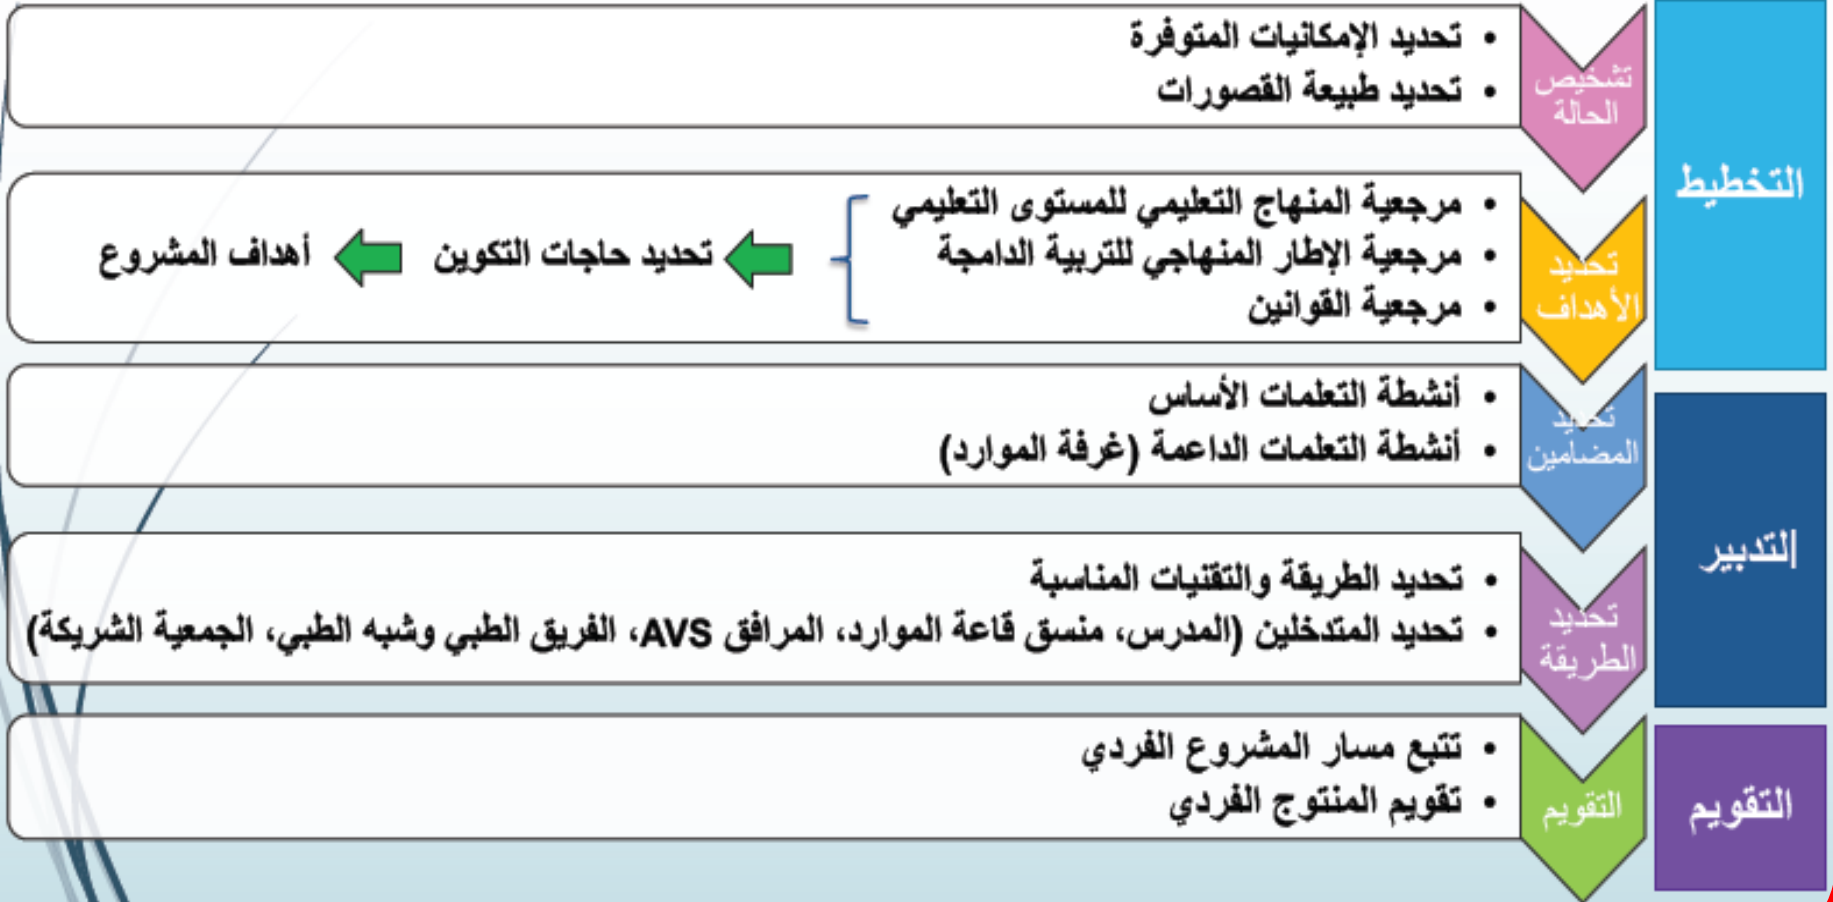 التخطيط
تشخيص
الحالة
• تحديد الإمكانيات المتوفرة
• تحديد طبيعة القصورات
تحديد
الأهداف
• مرجعية المنهاج التعليمي للمستوى التعليمي
• مرجعية الإطار المنهاجي للتربية الدامجة
• مرجعية القوانين
تحديد حاجات التكوين
أهداف المشروع
التدبير
تحديد
المضامين
• أنشطة التعلمات الأساس
• أنشطة التعلمات الداعمة (غرفة الموارد)
تحديد
الطريقة
• تحديد الطريقة والتقنيات المناسبة
• تحديد المتدخلين (المدرس، منسق قاعة الموارد، المرافق AVS، الفريق الطبي وشبه الطبي، الجمعية الشريكة)
التقويم
التقويم
• تتبع مسار المشروع الفردي
• تقويم المنتوج الفردي